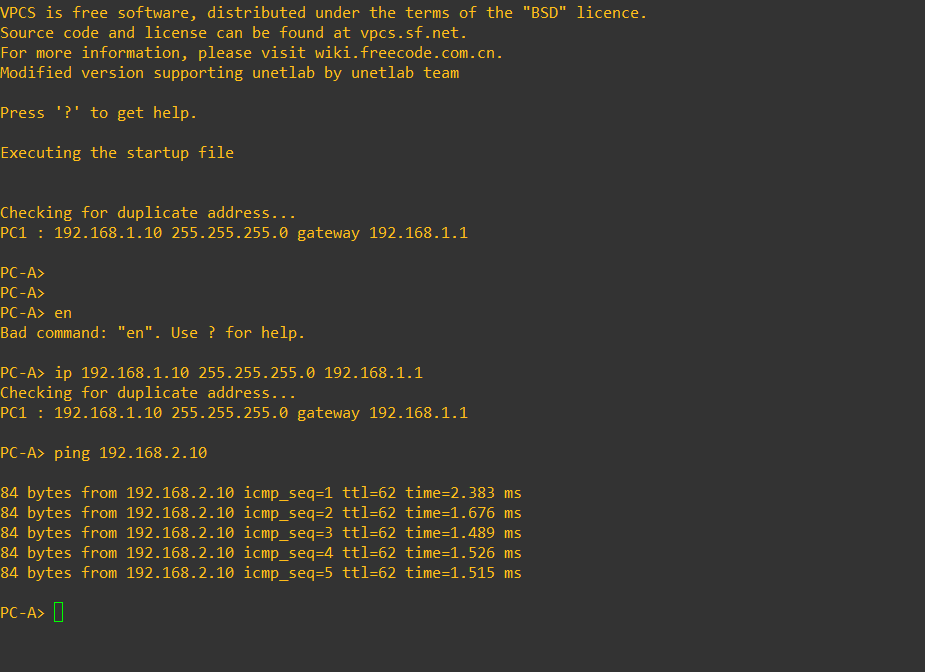 VPCS is free software, distributed under the terms of the "BSD" licence.
Source code and license can be found at vpcs.sf.net.
For more information, please visit wiki.freecode.com.cn.
Modified version supporting unetlab by unetlab team
Press '?' to get help.
Executing the startup file
Checking for duplicate address...
PC1 : 192.168.1.10 255.255.255.0 gateway 192.168.1.1
PC-A>
PC-A>
PC-A> en
Bad command: "en". Use ? for help.
PC-A> ip 192.168.1.10 255.255.255.0 192.168.1.1
Checking for duplicate address...
PC1 : 192.168.1.10 255.255.255.0 gateway 192.168.1.1
PC-A> ping 192.168.2.10
84 bytes from 192.168.2.10 icmp_seq=1 ttl=62 time=2.383 ms
84 bytes from 192.168.2.10 icmp_seq=2 ttl=62 time=1.676 ms
84 bytes from 192.168.2.10 icmp_seq=3 ttl=62 time=1.489 ms
84 bytes from 192.168.2.10 icmp_seq=4 ttl=62 time=1.526 ms
84 bytes from 192.168.2.10 icmp_seq=5 ttl=62 time=1.515 ms
PC-A>